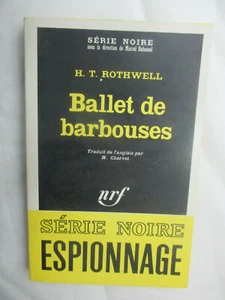 SÉRIE NOIRE
sous la direction de Marcel Duhamel
H. T. ROTHWELL
Ballet de
barbouses
Traduit de l'anglais par
M. Charvet
nrf
SÉRIE NOIRE
ESPIONNAGE